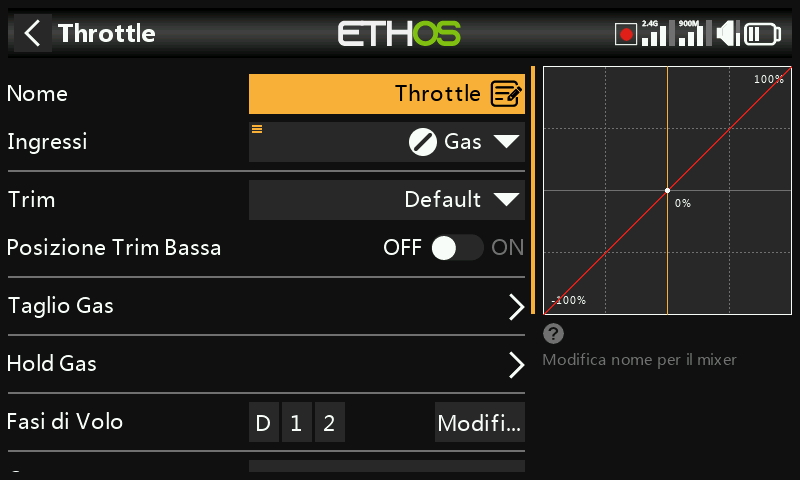 Throttle
ETHOS
2.4G
900M
Nome
Throttle
Ingressi
Gas
Trim
Default
Posizione Trim Bassa
OFF
ON
Taglio Gas
Hold Gas
Fasi di Volo
D
1
2
Modifi...
100%
0%
-100%
?
Modifica nome per il mixer